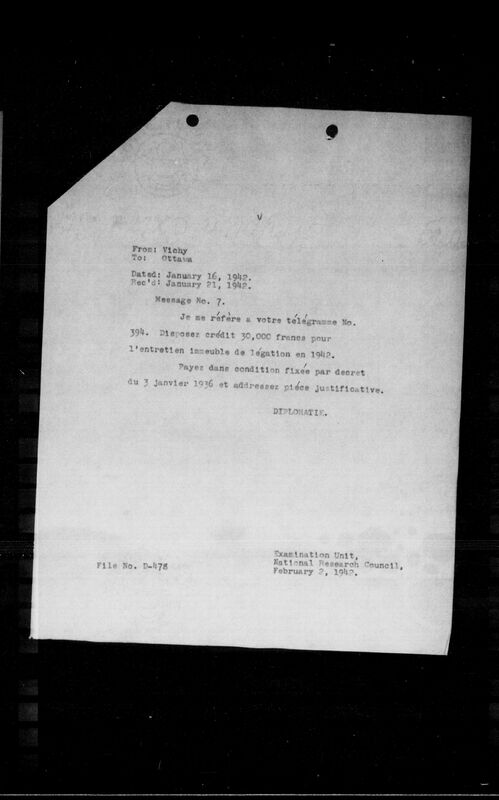 From: Vichy
To: Ottawa
Dated: January 16, 1942.
Rec'd: January 21, 1942.
Message No. 7.
Je me référe a votre télégramme No.
394. Disposez crédit 30,000 francs pour
l'entretien immeuble de légation en 1942.
Payez dans condition fixée par decret
du 3 janvier 1936 et addressez piéce justificative.
DIPLOMATIE.
File No. D-478
Examination Unit,
National Research Council,
February 2, 1942.